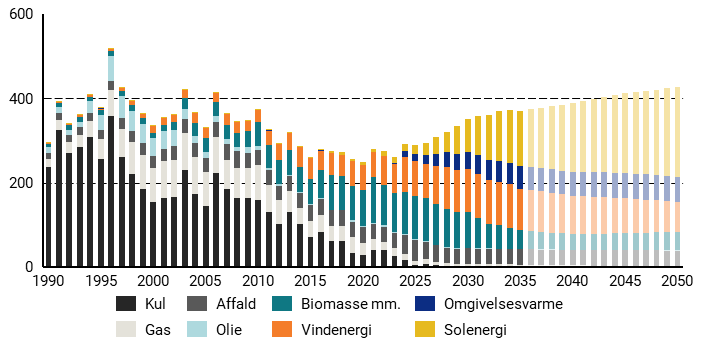 600
400
200
0
1990 1995 2000 2005 2010 2015 2020 2025 2030 2035 2040 2045 2050
Kul Affald Biomasse mm. Omgivelsesvarme
Gas Olie Vindenergi Solenergi